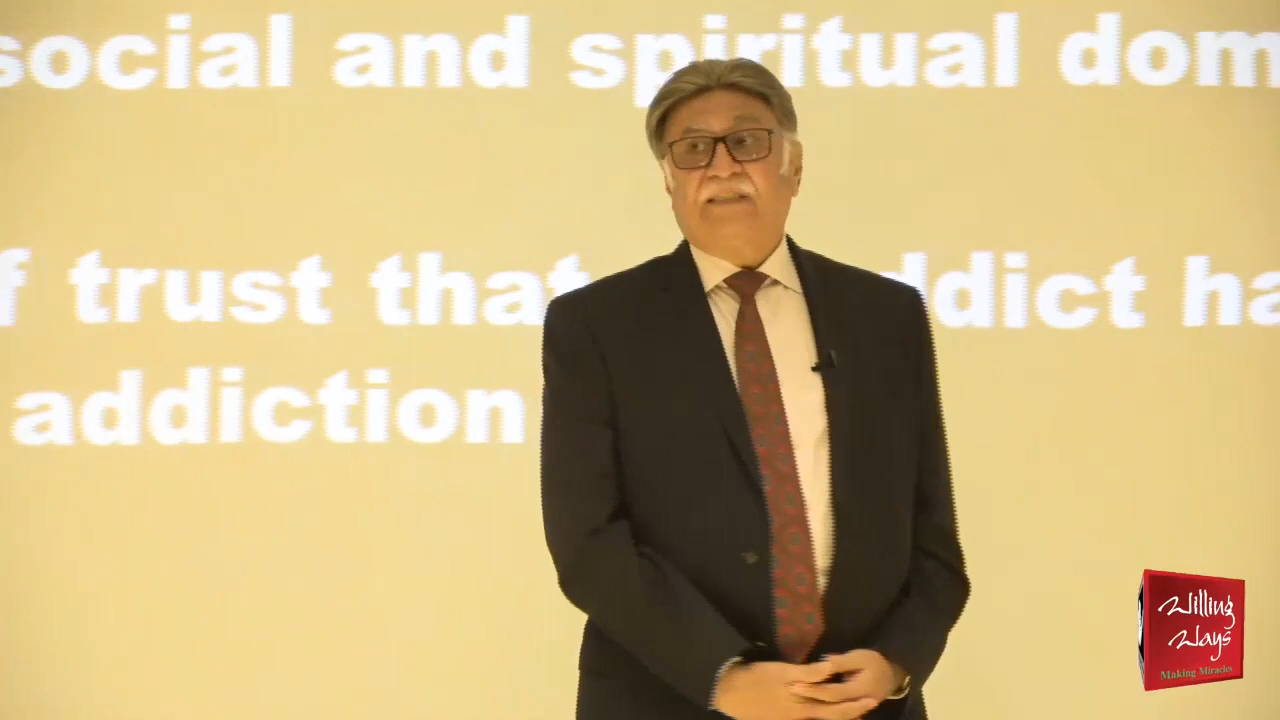 social and spiritual dom
f trust that ddict ha
addiction
Willing
Ways
Making Miracles